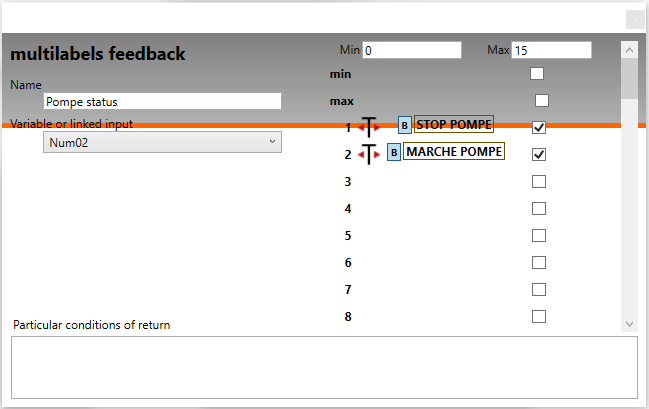 multilabels feedback
Min 0 Max 15
min
Name
max
Pompe status
Variable or linked input
1 T B STOP POMPE
Num02
2 T B MARCHE POMPE
3
4
5
6
7
8
Particular conditions of return